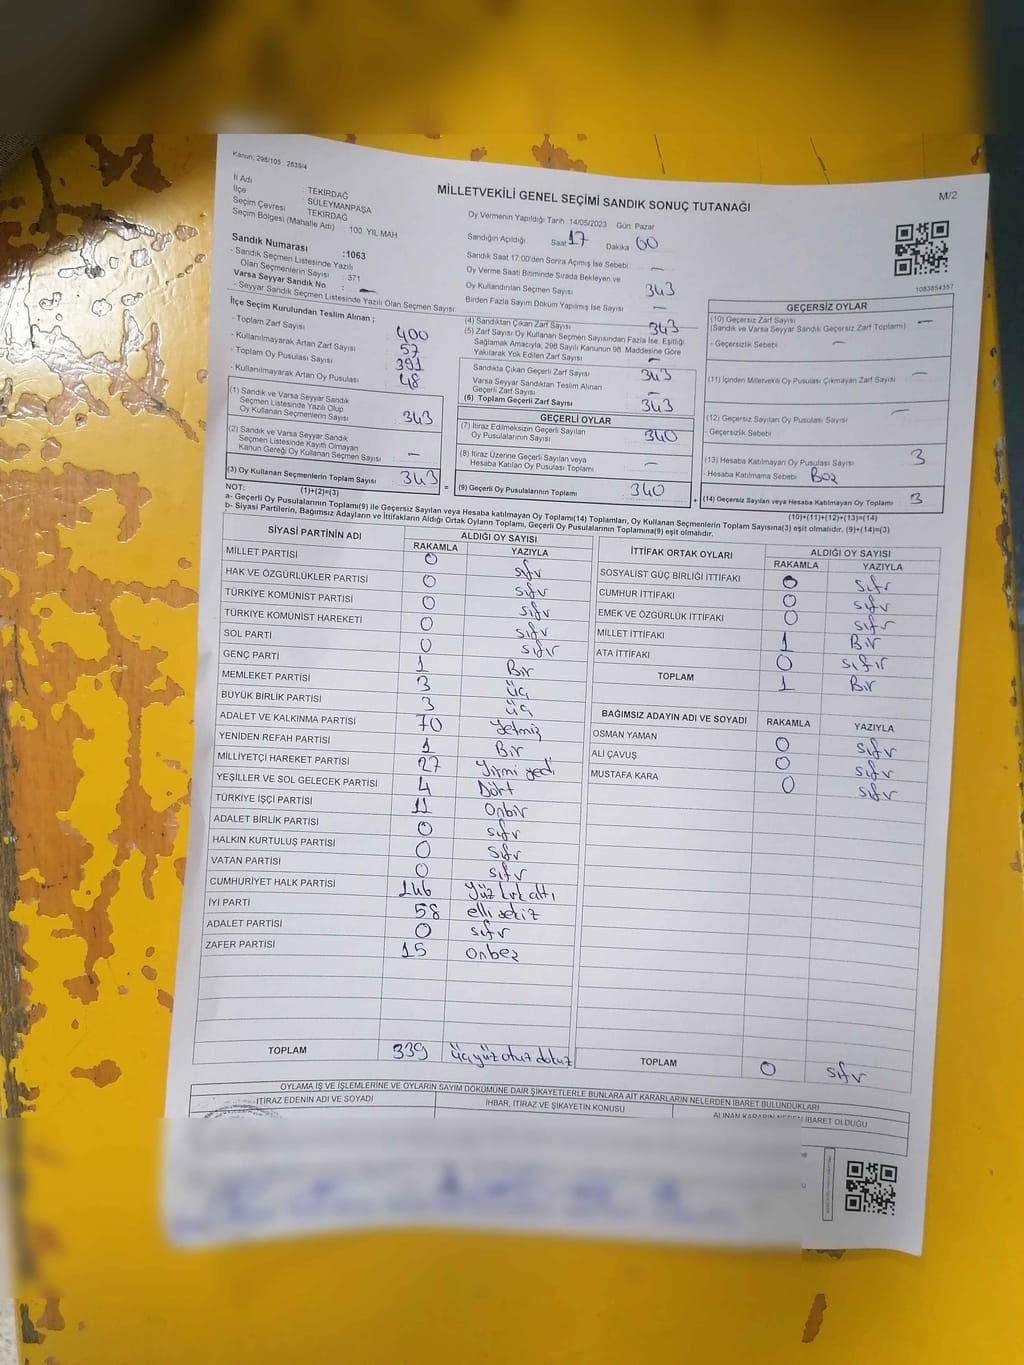 Kanun: 298/105 - 2839/4
M/2
MİLLETVEKİLİ GENEL SEÇİMİ SANDIK SONUÇ TUTANAĞI
İl Adı : TEKİRDAĞ
İlçe : SÜLEYMANPAŞA
Seçim Çevresi : TEKİRDAĞ
Seçim Bölgesi (Mahalle Adı) : 100. YIL MAH
Sandık Numarası :1063
- Sandık Seçmen Listesinde Yazılı
Olan Seçmenlerin Sayısı : 371
Varsa Seyyar Sandık No : -
- Seyyar Sandık Seçmen Listesinde Yazılı Olan Seçmen Sayısı:
İlçe Seçim Kurulundan Teslim Alınan ;
- Toplam Zarf Sayısı 400
- Kullanılmayarak Artan Zarf Sayısı 57
- Toplam Oy Pusulası Sayısı 391
- Kullanılmayarak Artan Oy Pusulası 48
(1) Sandık ve Varsa Seyyar Sandık
Seçmen Listesinde Yazılı Olup
Oy Kullanan Seçmenlerin Sayısı 343
(2) Sandık ve Varsa Seyyar Sandık
Seçmen Listesinde Kayıtlı Olmayan
Kanun Gereği Oy Kullanan Seçmen Sayısı -
(3) Oy Kullanan Seçmenlerin Toplam Sayısı 343
(1)+(2)=(3)
Oy Vermenin Yapıldığı Tarih :14/05/2023 Gün: Pazar
Sandığın Açıldığı Saat 17 Dakika 00
Sandık Saat 17:00'den Sonra Açılmış İse Sebebi -
Oy Verme Saati Bitiminde Sırada Bekleyen ve
Oy Kullandırılan Seçmen Sayısı 343
Birden Fazla Sayım Döküm Yapılmış İse Sayısı -
(4) Sandıktan Çıkan Zarf Sayısı 343
(5) Zarf Sayısı Oy Kullanan Seçmen Sayısından Fazla İse, Eşitliği
Sağlamak Amacıyla; 298 Sayılı Kanunun 98. Maddesine Göre
Yakılarak Yok Edilen Zarf Sayısı -
Sandıkta Çıkan Geçerli Zarf Sayısı 343
Varsa Seyyar Sandıktan Teslim Alınan
Geçerli Zarf Sayısı -
(6) Toplam Geçerli Zarf Sayısı 343
GEÇERLİ OYLAR
(7) İtiraz Edilmeksizin Geçerli Sayılan
Oy Pusulalarının Sayısı 340
(8) İtiraz Üzerine Geçerli Sayılan veya
Hesaba Katılan Oy Pusulası Toplamı -
= (9) Geçerli Oy Pusulalarının Toplamı 340
1083854357
GEÇERSİZ OYLAR
(10) Geçersiz Zarf Sayısı
(Sandık ve Varsa Seyyar Sandık Geçersiz Zarf Toplamı) -
- Geçersizlik Sebebi -
(11) İçinden Milletvekili Oy Pusulası Çıkmayan Zarf Sayısı -
(12) Geçersiz Sayılan Oy Pusulası Sayısı -
- Geçersizlik Sebebi
(13) Hesaba Katılmayan Oy Pusulası Sayısı 3
- Hesaba Katılmama Sebebi Boş
+ (14) Geçersiz Sayılan veya Hesaba Katılmayan Oy Toplamı 3
(10)+(11)+(12)+(13)=(14)
NOT:
a- Geçerli Oy Pusulalarının Toplamı(9) ile Geçersiz Sayılan veya Hesaba katılmayan Oy Toplamı(14) Toplamları, Oy Kullanan Seçmenlerin Toplam Sayısına(3) eşit olmalıdır. (9)+(14)=(3)
b- Siyasi Partilerin, Bağımsız Adayların ve İttifakların Aldığı Ortak Oyların Toplamı, Geçerli Oy Pusulalarının Toplamına(9) eşit olmalıdır.
SİYASİ PARTİNİN ADI ALDIĞI OY SAYISI
RAKAMLA YAZIYLA
MİLLET PARTİSİ 0 sıfır
HAK VE ÖZGÜRLÜKLER PARTİSİ 0 sıfır
TÜRKİYE KOMÜNİST PARTİSİ 0 sıfır
TÜRKİYE KOMÜNİST HAREKETİ 0 sıfır
SOL PARTİ 0 sıfır
GENÇ PARTİ 1 Bir
MEMLEKET PARTİSİ 3 üç
BÜYÜK BİRLİK PARTİSİ 3 üç
ADALET VE KALKINMA PARTİSİ 70 Yetmiş
YENİDEN REFAH PARTİSİ 1 Bir
MİLLİYETÇİ HAREKET PARTİSİ 27 Yirmi yedi
YEŞİLLER VE SOL GELECEK PARTİSİ 4 Dört
TÜRKİYE İŞÇİ PARTİSİ 11 Onbir
ADALET BİRLİK PARTİSİ 0 sıfır
HALKIN KURTULUŞ PARTİSİ 0 sıfır
VATAN PARTİSİ 0 sıfır
CUMHURİYET HALK PARTİSİ 146 Yüz kırk altı
İYİ PARTİ 58 elli sekiz
ADALET PARTİSİ 0 sıfır
ZAFER PARTİSİ 15 onbeş
TOPLAM 339 üçyüz otuz dokuz
İTTİFAK ORTAK OYLARI ALDIĞI OY SAYISI
RAKAMLA YAZIYLA
SOSYALİST GÜÇ BİRLİĞİ İTTİFAKI 0 sıfır
CUMHUR İTTİFAKI 0 sıfır
EMEK VE ÖZGÜRLÜK İTTİFAKI 0 sıfır
MİLLET İTTİFAKI 1 Bir
ATA İTTİFAKI 0 sıfır
TOPLAM 1 Bir
BAĞIMSIZ ADAYIN ADI VE SOYADI RAKAMLA YAZIYLA
OSMAN YAMAN 0 sıfır
ALİ ÇAVUŞ 0 sıfır
MUSTAFA KARA 0 sıfır
TOPLAM 0 sıfır
OYLAMA İŞ VE İŞLEMLERİNE VE OYLARIN SAYIM DÖKÜMÜNE DAİR ŞİKAYETLERLE BUNLARA AİT KARARLARIN NELERDEN İBARET BULUNDUKLARI
İTİRAZ EDENİN ADI VE SOYADI
İHBAR, İTİRAZ VE ŞİKAYETİN KONUSU
ALINAN KARARIN NEDEN İBARET OLDUĞU